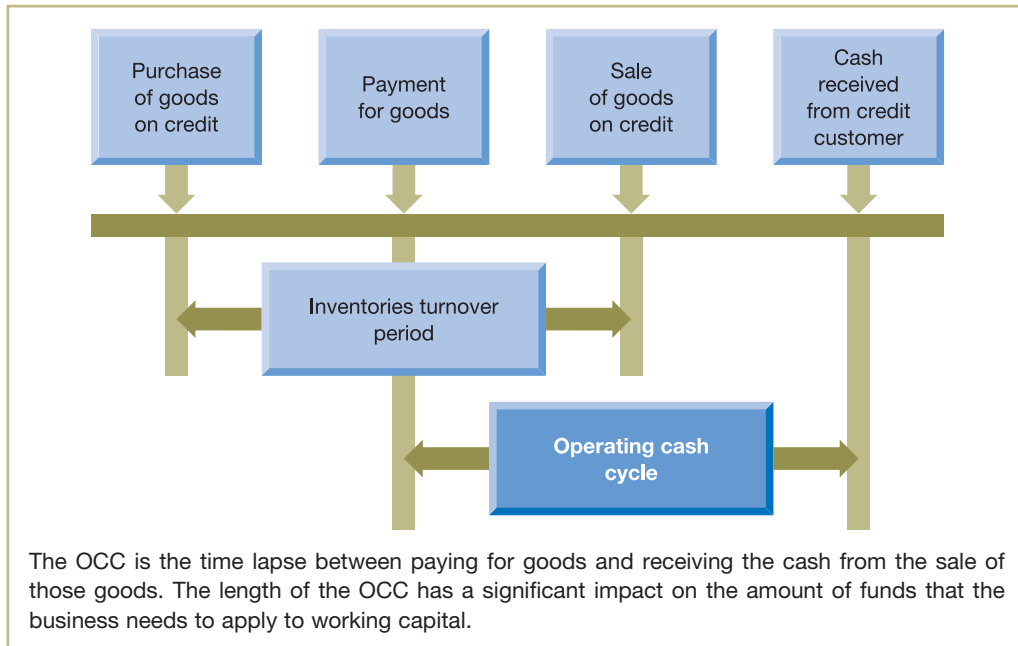 Purchase
of goods
on credit
Payment
for goods
Sale
of goods
on credit
Cash
received
from credit
customer
Inventories turnover
period
Operating cash
cycle
The OCC is the time lapse between paying for goods and receiving the cash from the sale of
those goods. The length of the OCC has a significant impact on the amount of funds that the
business needs to apply to working capital.